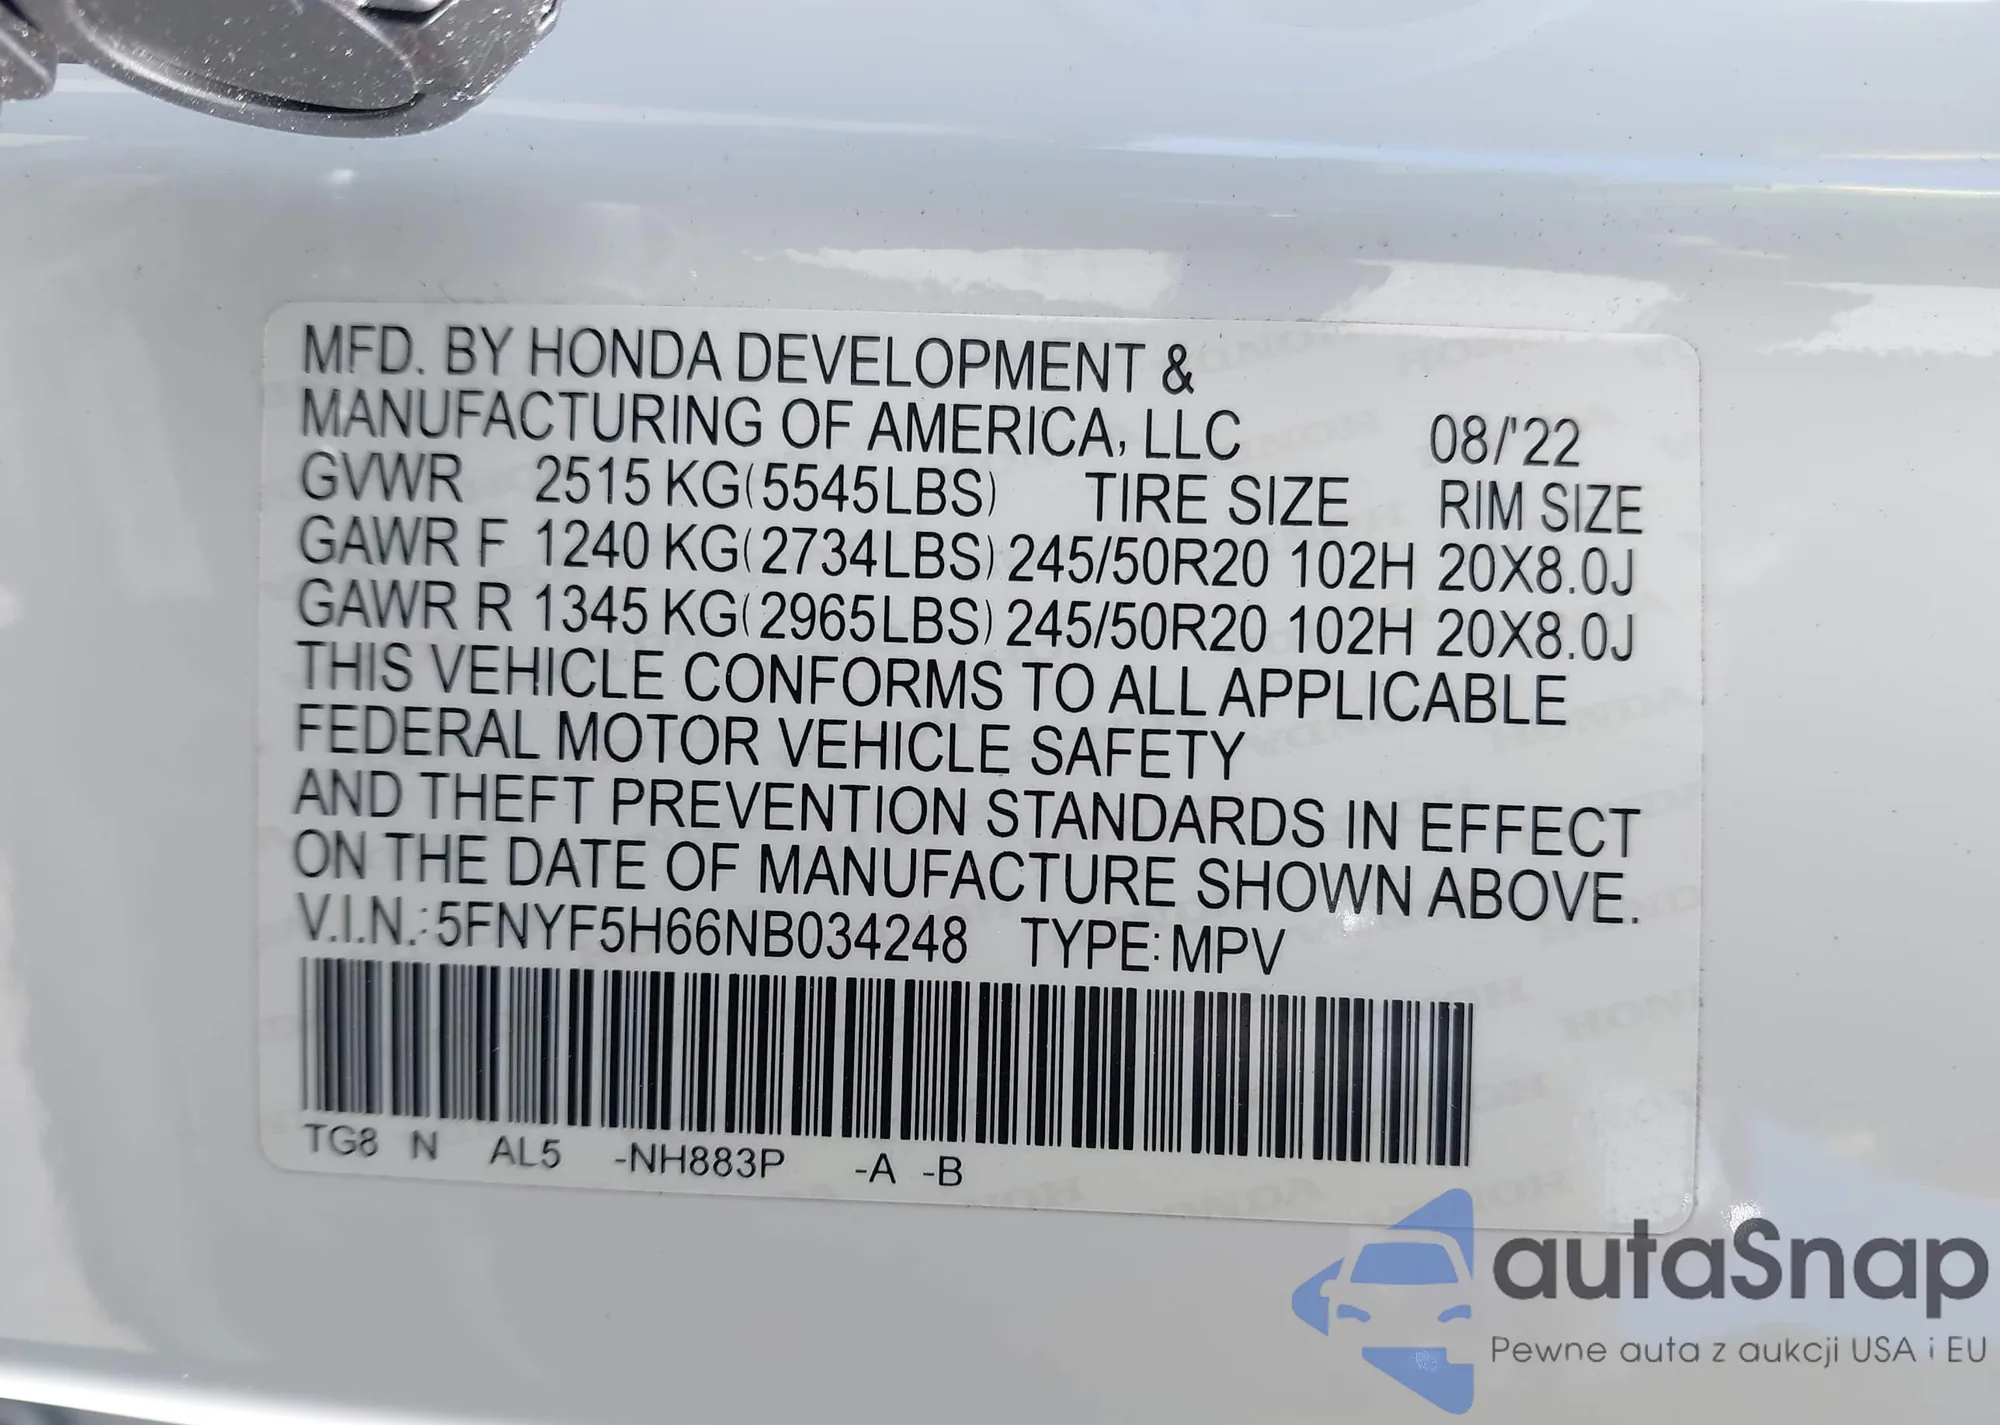 MFD. BY HONDA DEVELOPMENT &
MANUFACTURING OF AMERICA, LLC 08/'22
GVWR 2515 KG(5545LBS) TIRE SIZE RIM SIZE
GAWR F 1240 KG(2734LBS) 245/50R20 102H 20X8.0J
GAWR R 1345 KG(2965LBS) 245/50R20 102H 20X8.0J
THIS VEHICLE CONFORMS TO ALL APPLICABLE
FEDERAL MOTOR VEHICLE SAFETY
AND THEFT PREVENTION STANDARDS IN EFFECT
ON THE DATE OF MANUFACTURE SHOWN ABOVE.
V.I.N.: 5FNYF5H66NB034248 TYPE: MPV
TG8 N AL5 -NH883P -A -B
autaSnap
Pewne auta z aukcji USA i EU